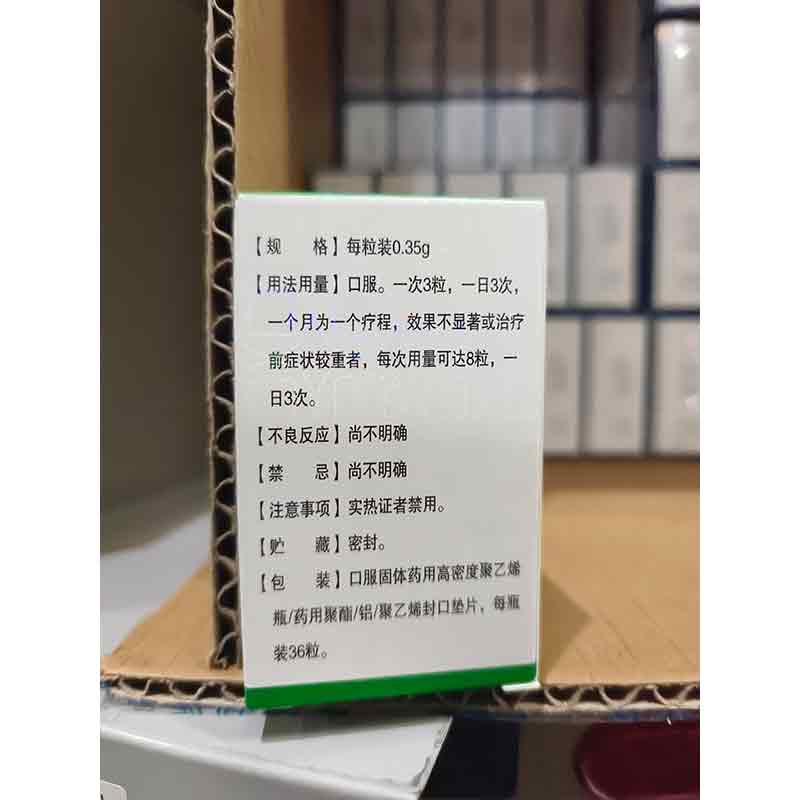 【规　　格】每粒装0.35g
【用法用量】口服。一次3粒，一日3次，
一个月为一个疗程，效果不显著或治疗
前症状较重者，每次用量可达8粒，一
日3次。
【不良反应】尚不明确
【禁　　忌】尚不明确
【注意事项】实热证者禁用。
【贮　　藏】密封。
【包　　装】口服固体药用高密度聚乙烯
瓶/药用聚酯/铝/聚乙烯封口垫片，每瓶
装36粒。